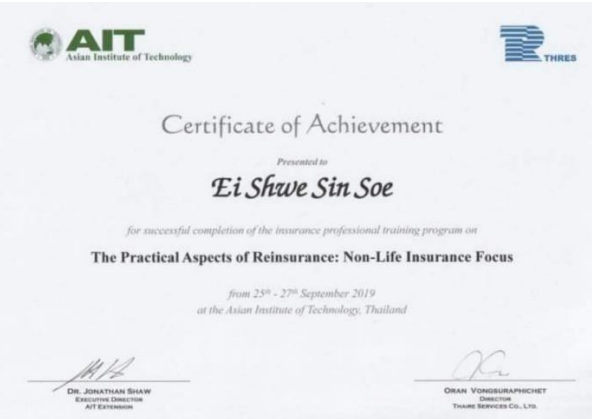 AIT
Asian Institute of Technology
THRES
Certificate of Achievement
Presented to
Ei Shwe Sin Soe
for successful completion of the insurance professional training program on
The Practical Aspects of Reinsurance: Non-Life Insurance Focus
from 25th - 27th September 2019
at the Asian Institute of Technology, Thailand
DR. JONATHAN SHAW
EXECUTIVE DIRECTOR
AIT EXTENSION
ORAN VONGSURAPHICHET
DIRECTOR
THAIRE SERVICES CO., LTD.